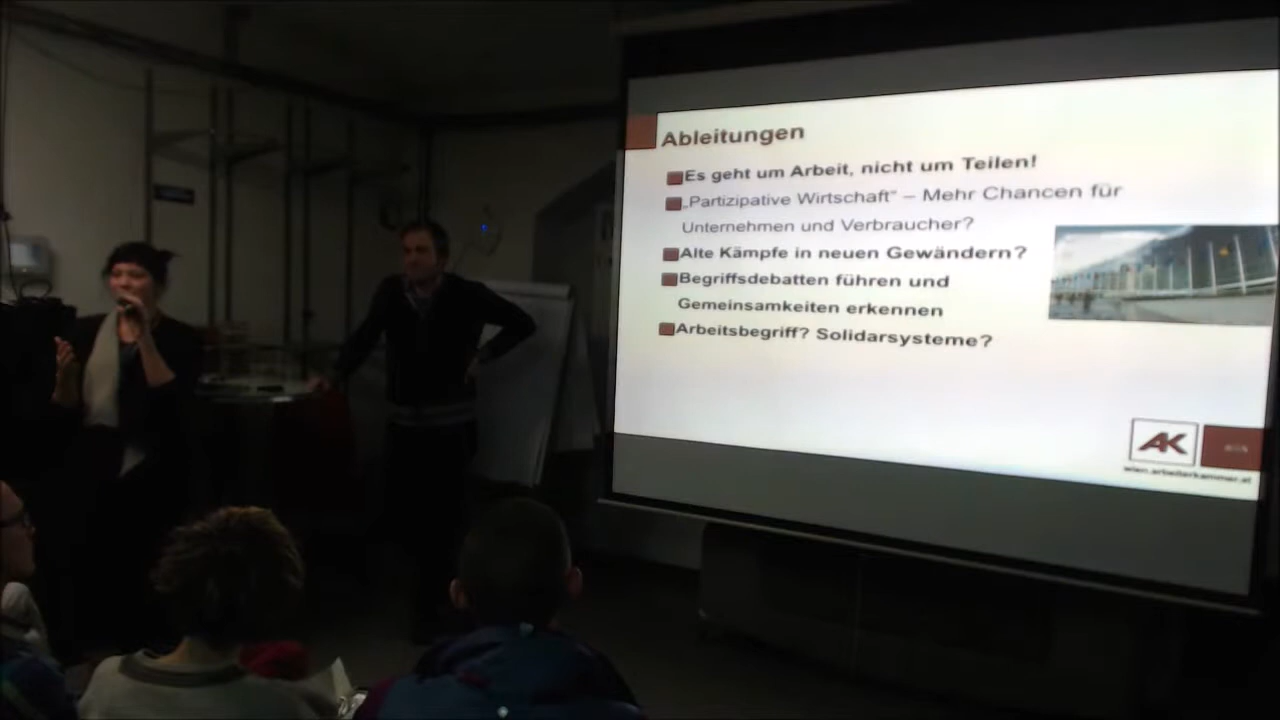 Ableitungen
Es geht um Arbeit, nicht um Teilen!
„Partizipative Wirtschaft“ – Mehr Chancen für
Unternehmen und Verbraucher?
Alte Kämpfe in neuen Gewändern?
Begriffsdebatten führen und
Gemeinsamkeiten erkennen
Arbeitsbegriff? Solidarsysteme?
AK
wien.arbeiterkammer.at